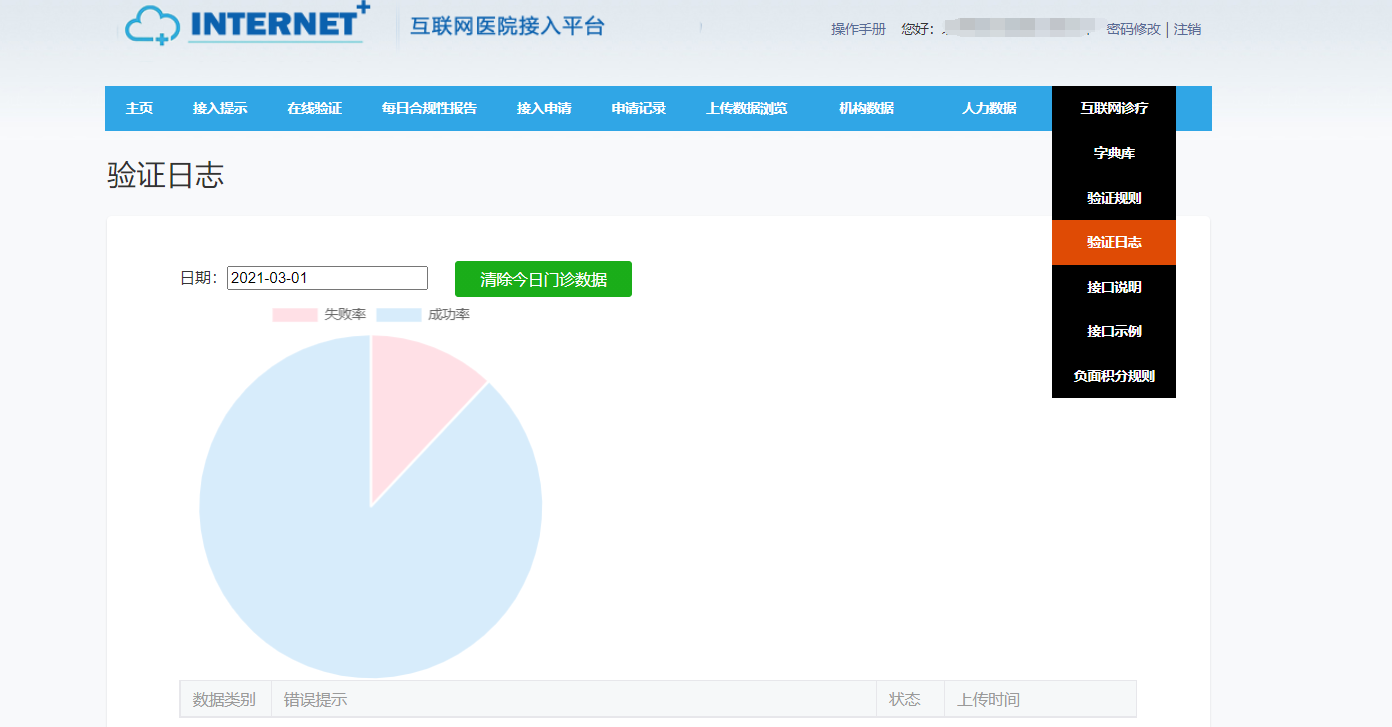 INTERNET+ 互联网医院接入平台 操作手册 您好： 密码修改 | 注销
主页 接入提示 在线验证 每日合规性报告 接入申请 申请记录 上传数据浏览 机构数据 人力数据 互联网诊疗
字典库
验证规则
验证日志
接口说明
接口示例
负面积分规则
验证日志
日期： 2021-03-01 清除今日门诊数据
失败率 成功率
数据类别 错误提示 状态 上传时间